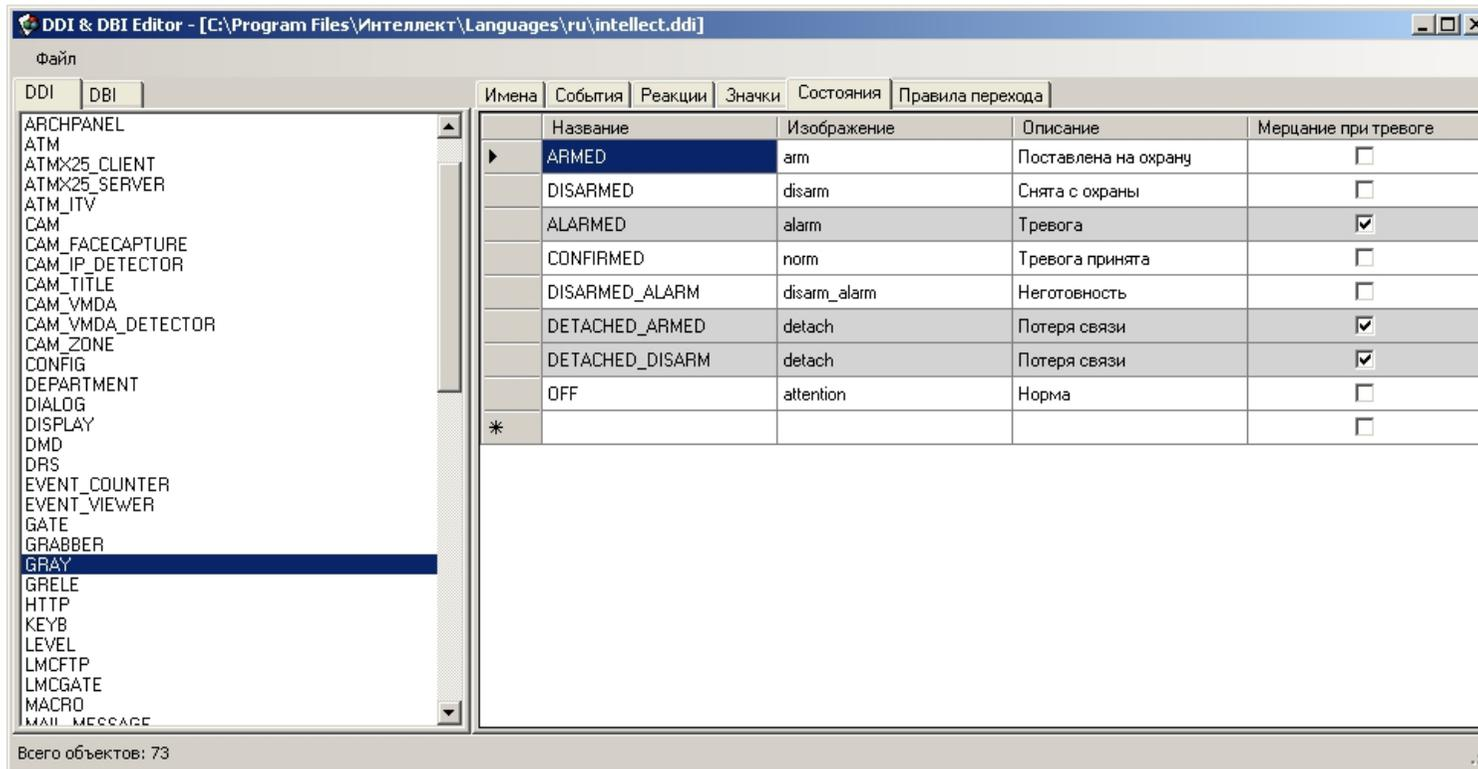 DDI & DBI Editor - [C:\Program Files\Интеллект\Languages\ru\intellect.ddi]
Файл
DDI DBI
ARCHPANEL
ATM
ATMX25_CLIENT
ATMX25_SERVER
ATM_ITV
CAM
CAM_FACECAPTURE
CAM_IP_DETECTOR
CAM_TITLE
CAM_VMDA
CAM_VMDA_DETECTOR
CAM_ZONE
CONFIG
DEPARTMENT
DIALOG
DISPLAY
DMD
DRS
EVENT_COUNTER
EVENT_VIEWER
GATE
GRABBER
GRAY
GRELE
HTTP
KEYB
LEVEL
LMCFTP
LMCGATE
MACRO
MAIL_MESSAGE
Имена События Реакции Значки Состояния Правила перехода
Название Изображение Описание Мерцание при тревоге
ARMED arm Поставлена на охрану
DISARMED disarm Снята с охраны
ALARMED alarm Тревога
CONFIRMED norm Тревога принята
DISARMED_ALARM disarm_alarm Неготовность
DETACHED_ARMED detach Потеря связи
DETACHED_DISARM detach Потеря связи
OFF attention Норма
Всего объектов: 73